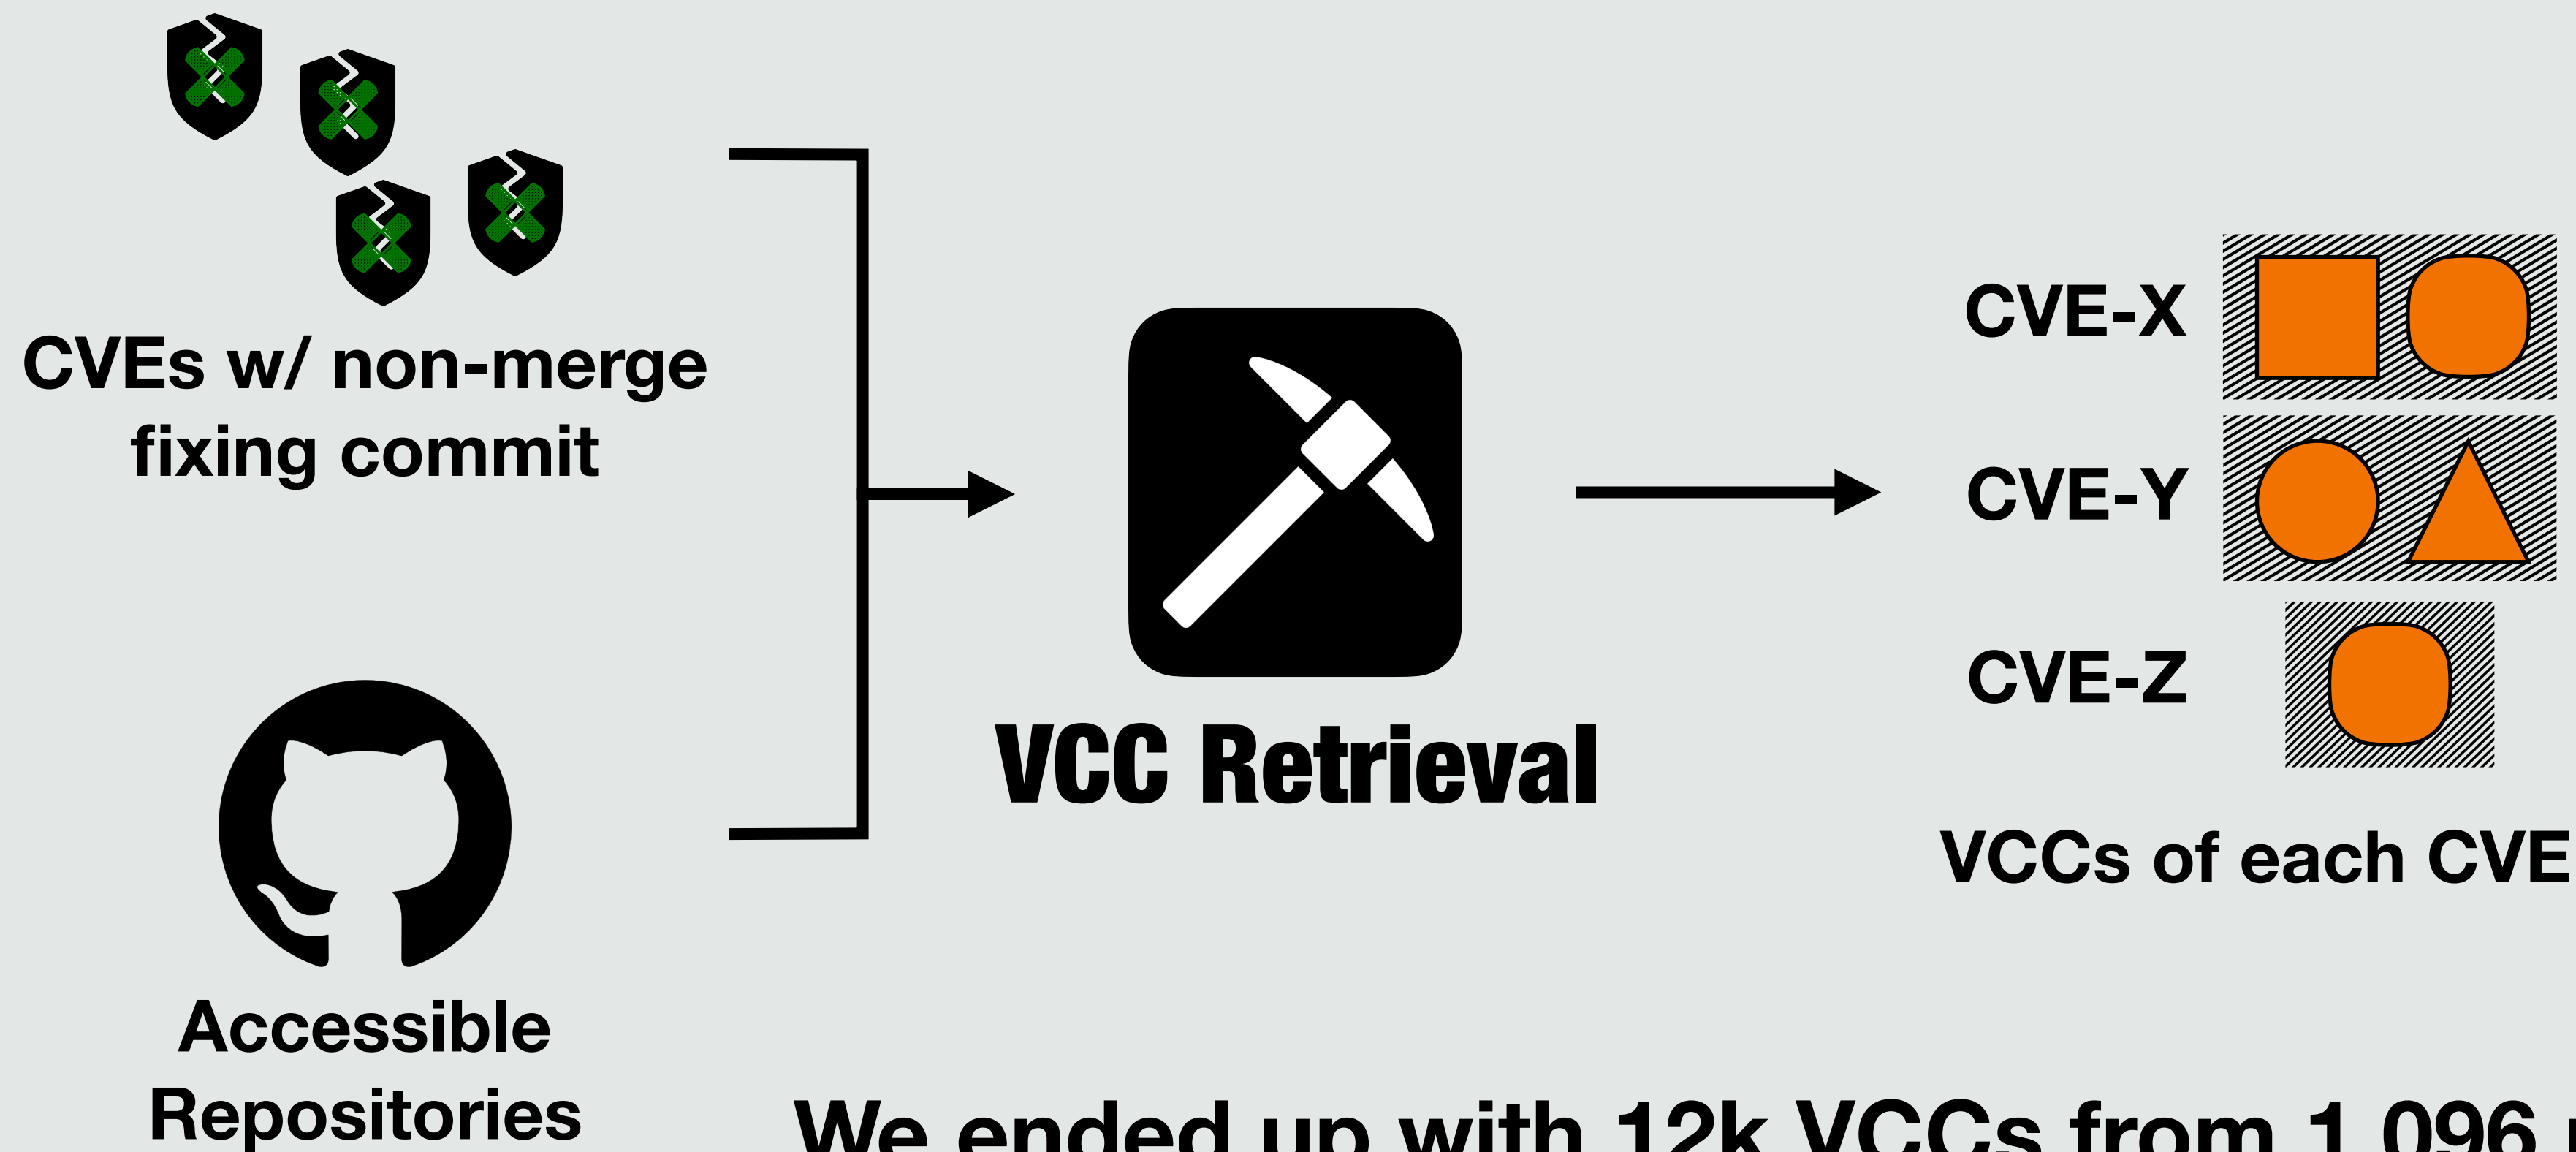 CVEs w/ non-merge
fixing commit
Accessible
Repositories
VCC Retrieval
CVE-X
CVE-Y
CVE-Z
VCCs of each CVE
We ended up with 12k VCCs from 1 096